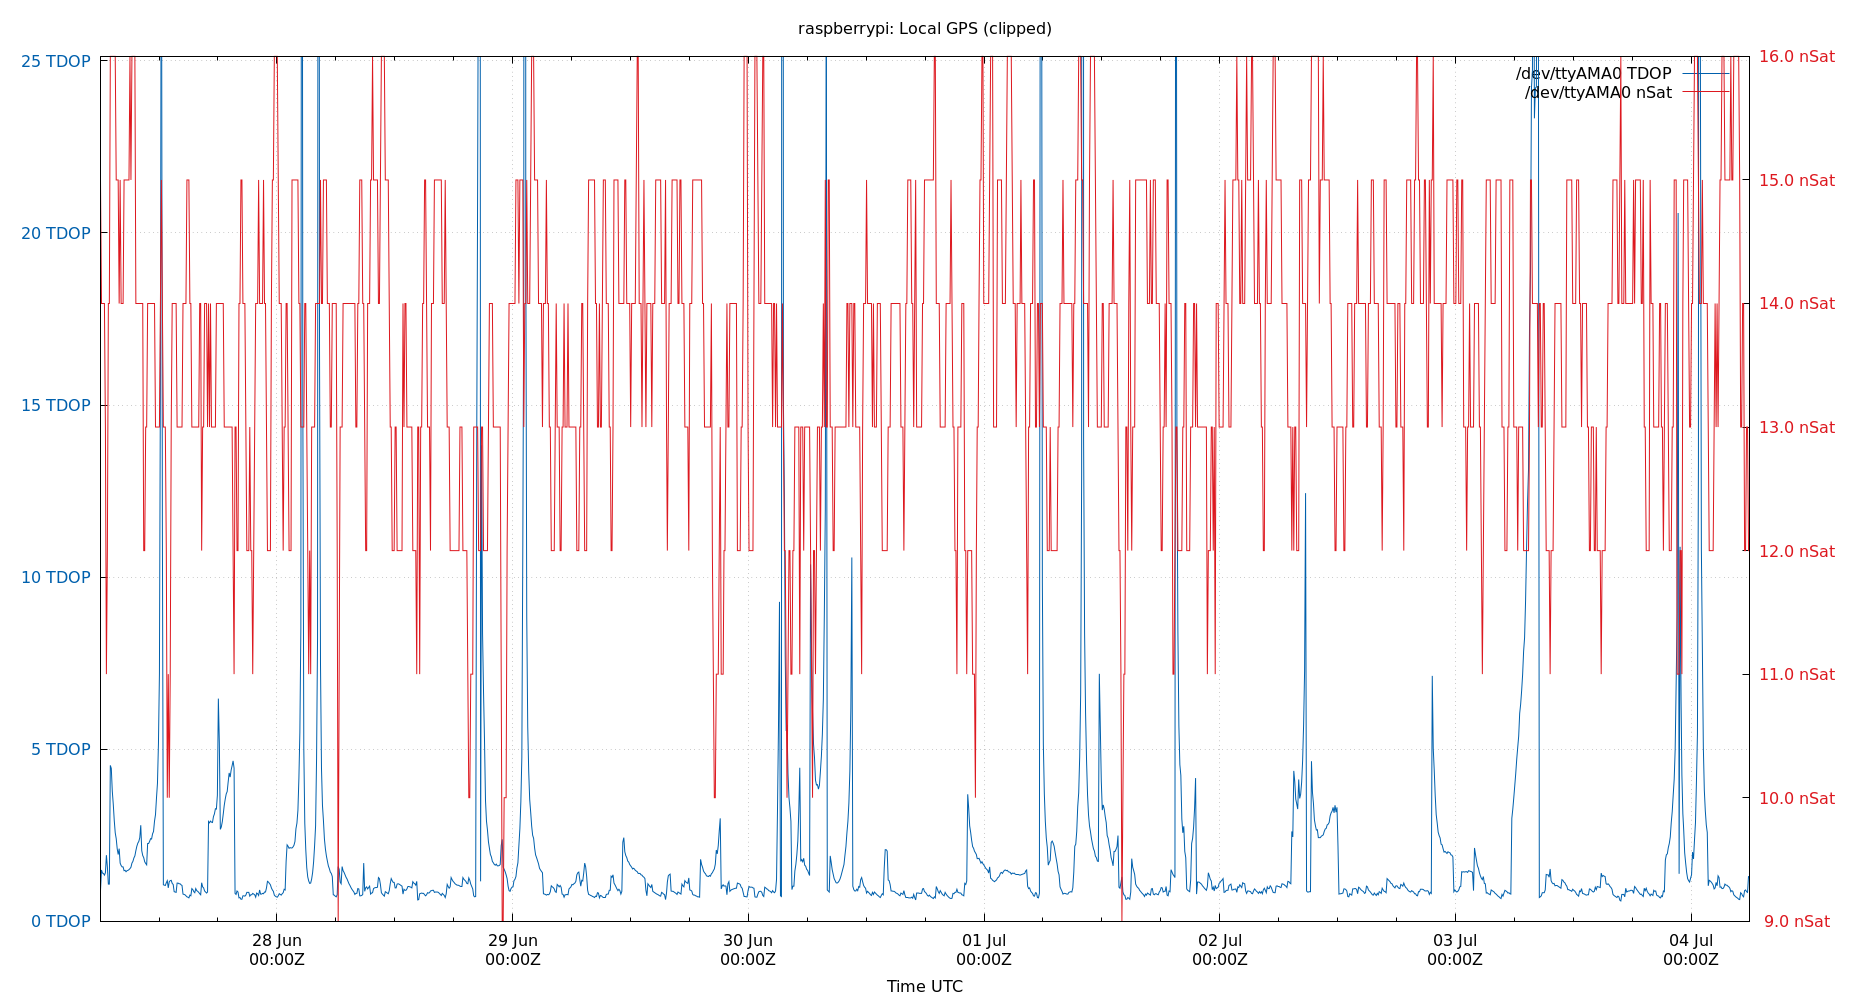 raspberrypi: Local GPS (clipped)
25 TDOP
20 TDOP
15 TDOP
10 TDOP
5 TDOP
0 TDOP
16.0 nSat
15.0 nSat
14.0 nSat
13.0 nSat
12.0 nSat
11.0 nSat
10.0 nSat
9.0 nSat
/dev/ttyAMA0 TDOP
/dev/ttyAMA0 nSat
28 Jun
00:00Z
29 Jun
00:00Z
30 Jun
00:00Z
01 Jul
00:00Z
02 Jul
00:00Z
03 Jul
00:00Z
04 Jul
00:00Z
Time UTC